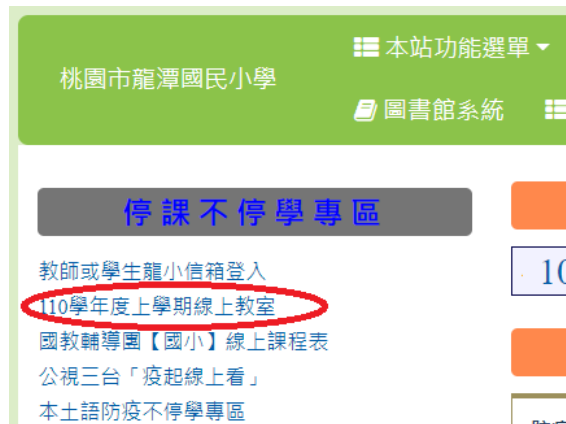 本站功能選單
桃園市龍潭國民小學
圖書館系統
停課不停學專區
教師或學生龍小信箱登入
110學年度上學期線上教室
10
國教輔導團【國小】線上課程表
公視三台「疫起線上看」
本土語防疫不停學專區